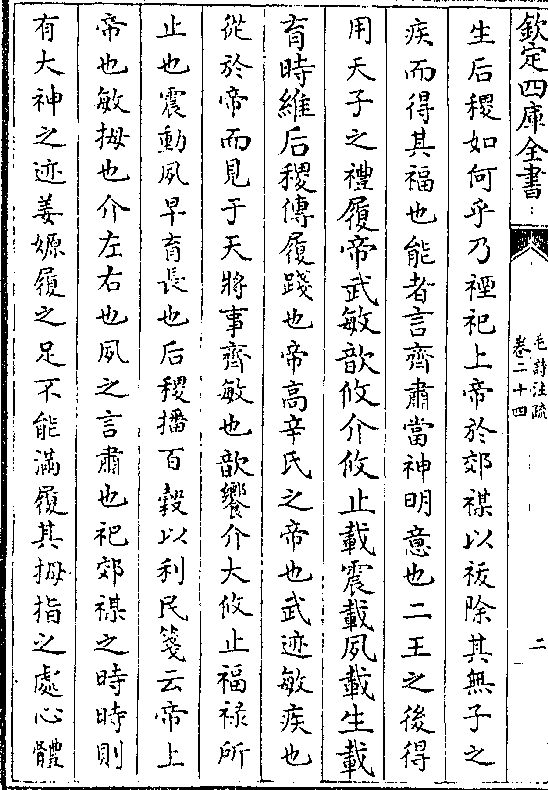 欽定四庫全書
毛詩注疏
卷二十四
二
生后稷如何乎乃禋祀上帝於郊禖以祓除其無子之
疾而得其福也能者言齊肅當神明意也二王之後得
用天子之禮履帝武敏歆攸介攸止載震載夙載生載
育時維后稷傳履踐也帝高辛氏之帝也武迹敏疾也
從於帝而見于天將事齊敏也歆饗介大攸止福祿所
止也震動夙早育長也后稷播百穀以利民箋云帝上
帝也敏拇也介左右也夙之言肅也祀郊禖之時時則
有大神之迹姜嫄履之足不能滿履其拇指之處心體